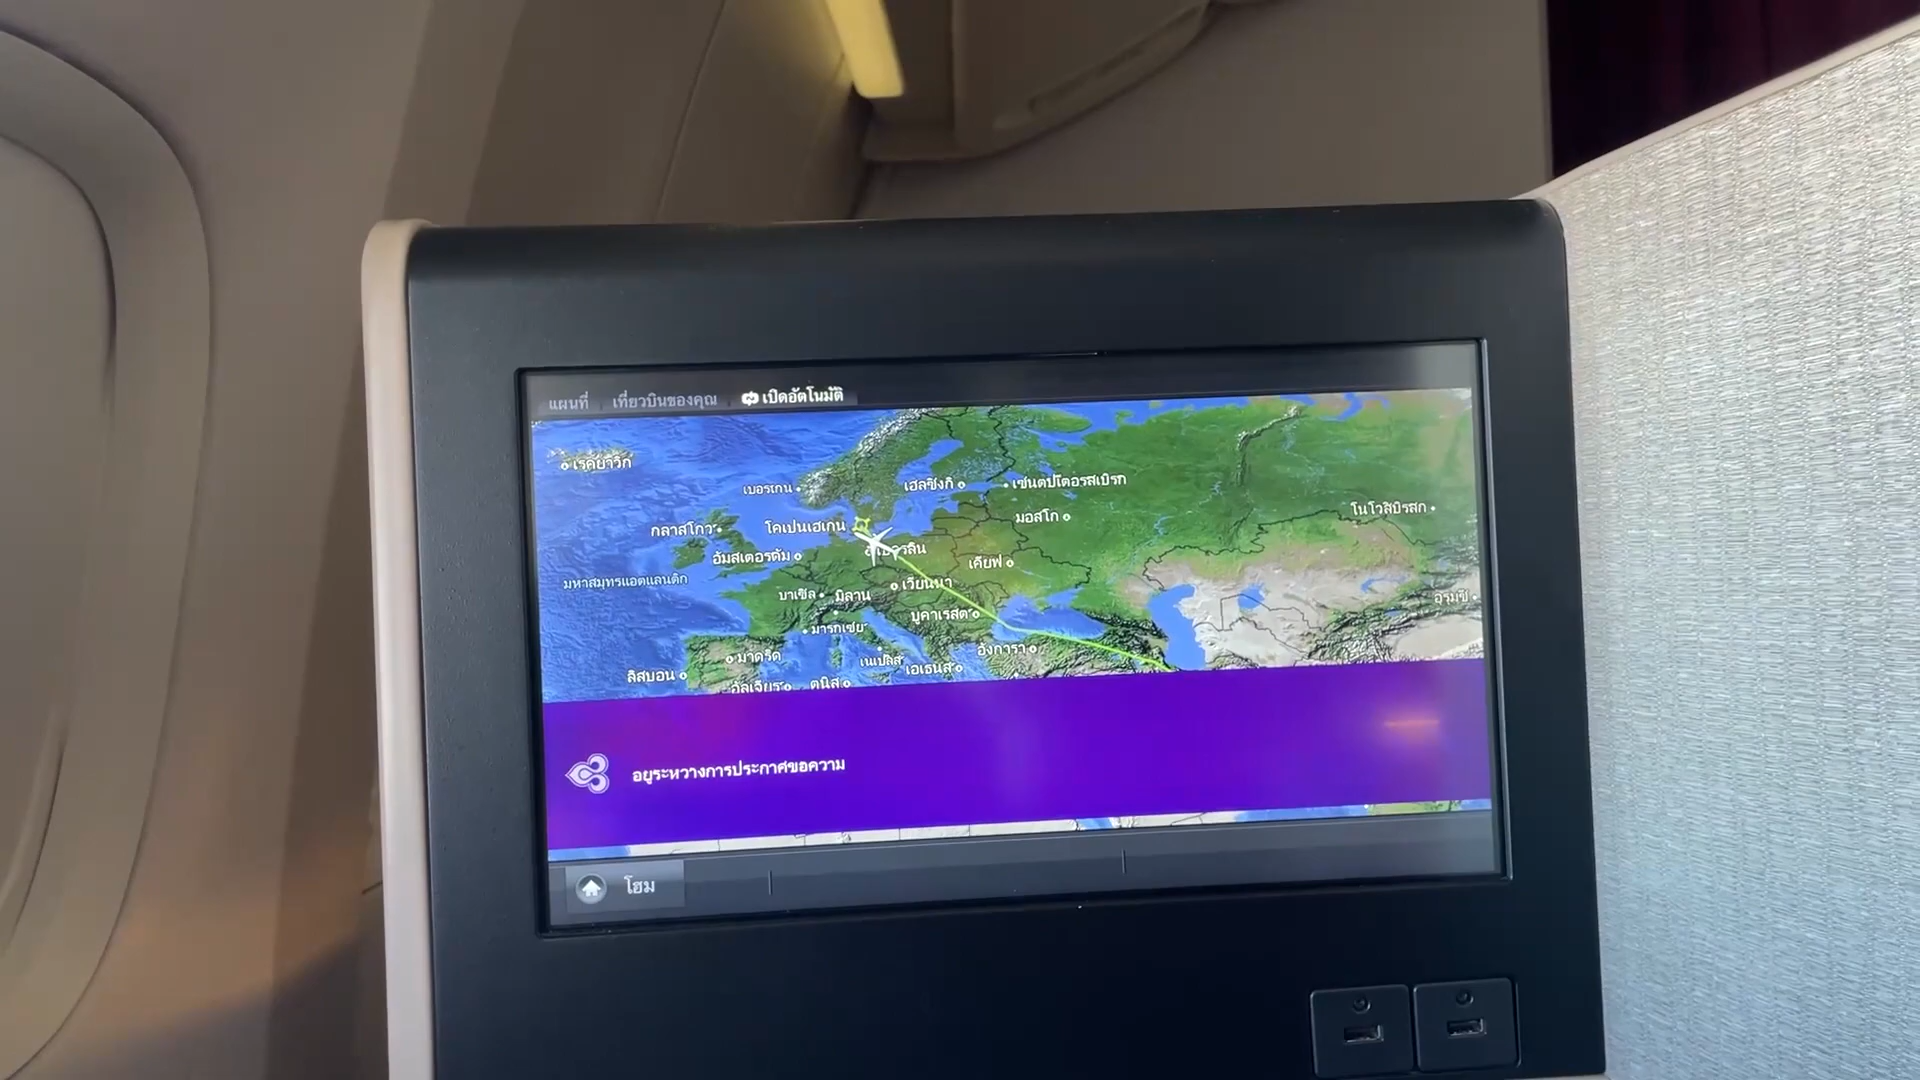 แผนที่
เที่ยวบินของคุณ
เปิดอัตโนมัติ
เรคยาวิก
เบอรเกน
เฮลซิงกิ
เซนตปีเตอรสเบิรก
โนโวสิบิรสก
กลาสโกว
โคเปนเฮเกน
มอสโก
อัมสเตอรดัม
เคียฟ
มหาสมุทรแอตแลนติก
เวียนนา
บาเซิล
มิลาน
อุรุมชี
บูคาเรสต
มารกเซย
อังการา
มาดริด
เนเปิลส
เอเธนส
ลิสบอน
อัลเจียร
ตูนิส
อยูระหวางการประกาศขอความ
โฮม